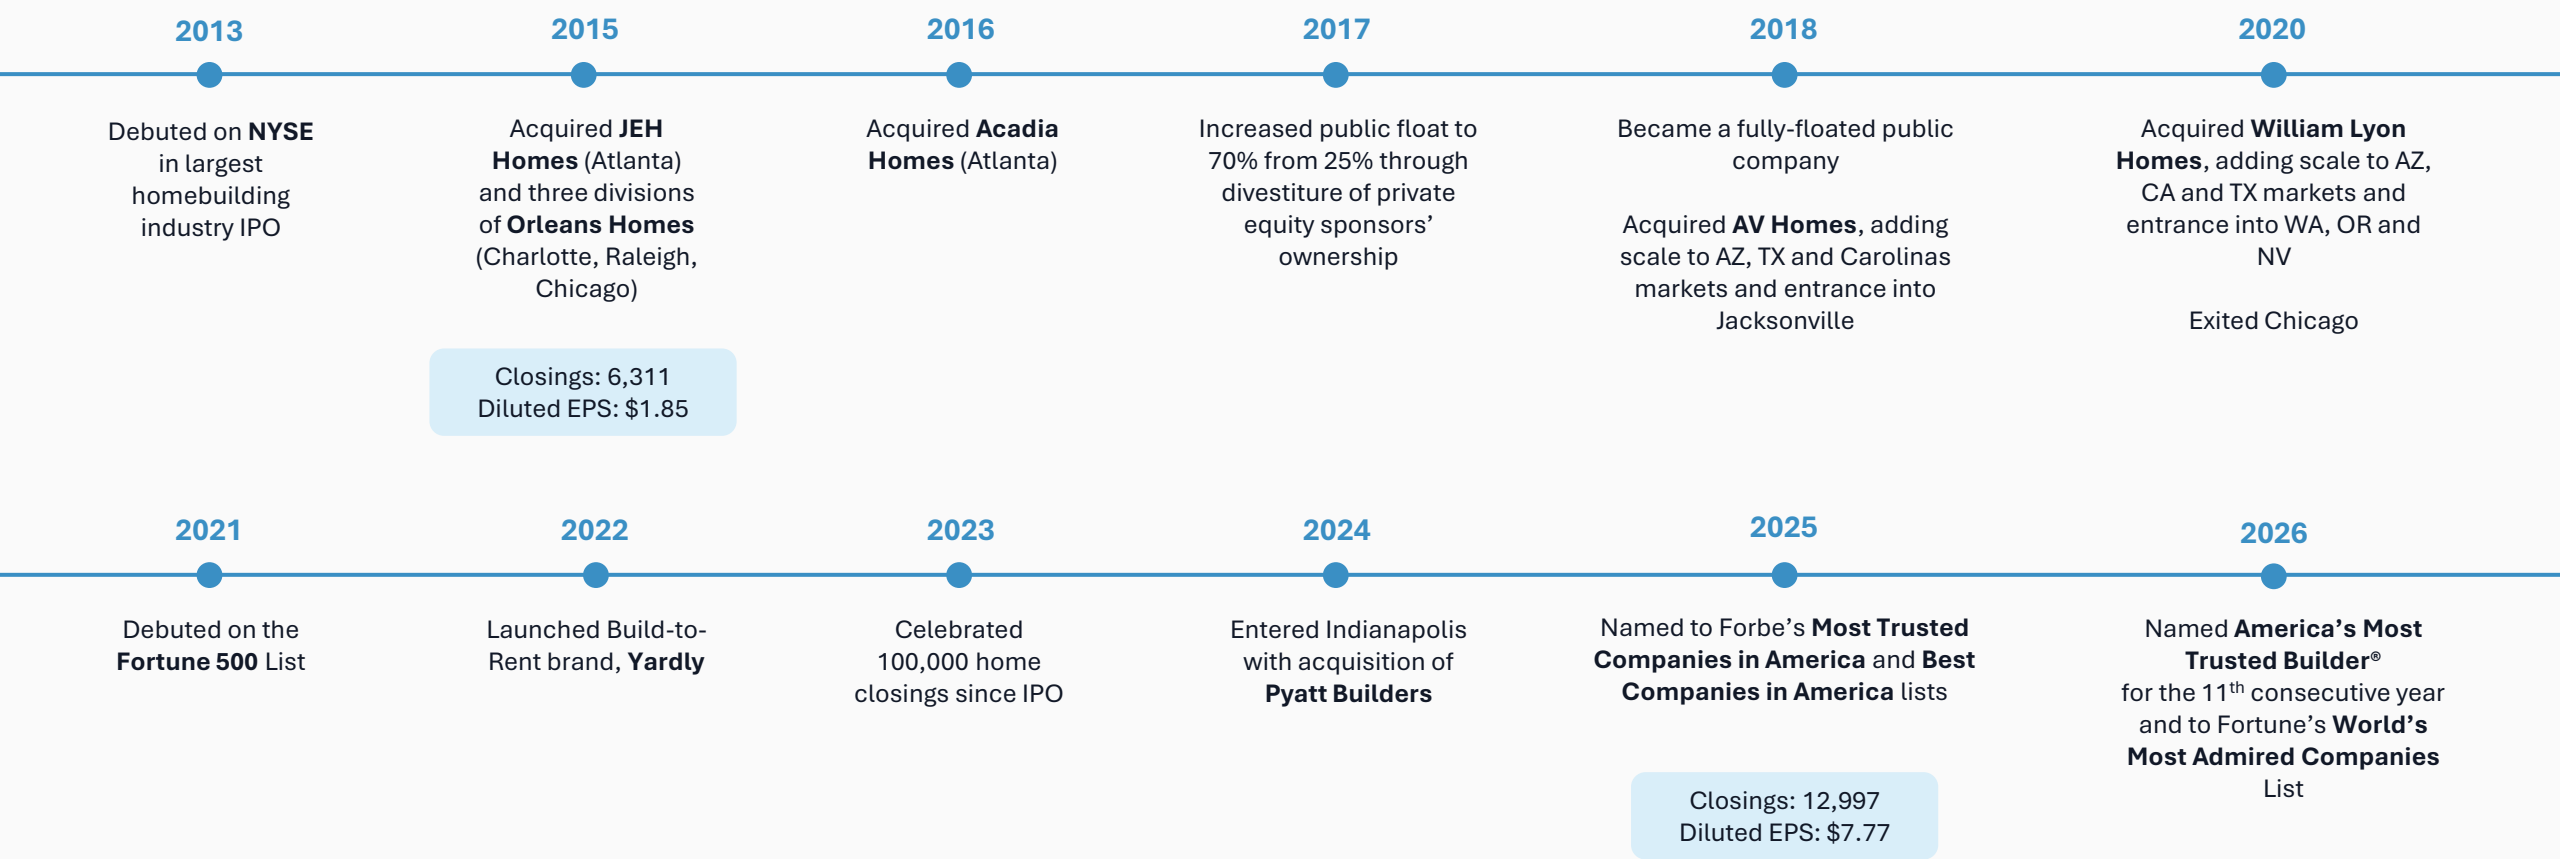 2013
Debuted on NYSE
in largest
homebuilding
industry IPO
2015
Acquired JEH
Homes (Atlanta)
and three divisions
of Orleans Homes
(Charlotte, Raleigh,
Chicago)
Closings: 6,311
Diluted EPS: $1.85
2016
Acquired Acadia
Homes (Atlanta)
2017
Increased public float to
70% from 25% through
divestiture of private
equity sponsors’
ownership
2018
Became a fully-floated public
company
Acquired AV Homes, adding
scale to AZ, TX and Carolinas
markets and entrance into
Jacksonville
2020
Acquired William Lyon
Homes, adding scale to AZ,
CA and TX markets and
entrance into WA, OR and
NV
Exited Chicago
2021
Debuted on the
Fortune 500 List
2022
Launched Build-to-
Rent brand, Yardly
2023
Celebrated
100,000 home
closings since IPO
2024
Entered Indianapolis
with acquisition of
Pyatt Builders
2025
Named to Forbe’s Most Trusted
Companies in America and Best
Companies in America lists
Closings: 12,997
Diluted EPS: $7.77
2026
Named America’s Most
Trusted Builder®
for the 11th consecutive year
and to Fortune’s World’s
Most Admired Companies
List